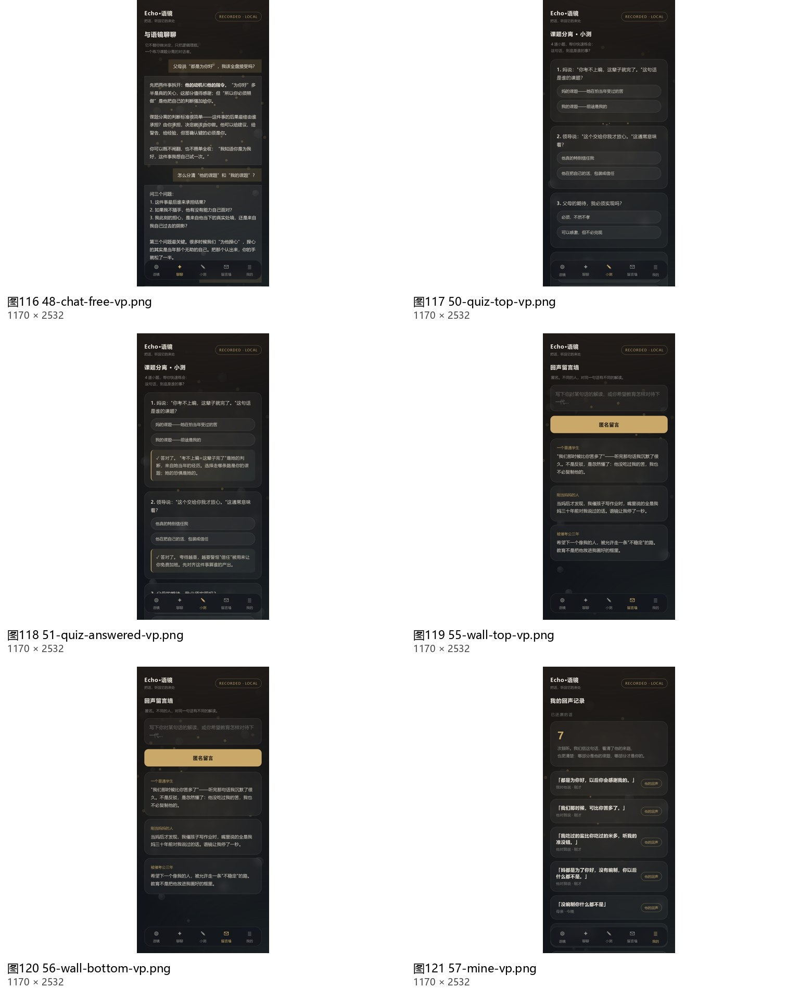 Echo•语镜
把话，听回它的来处
RECORDED · LOCAL
与语镜聊聊
它不替你做决定，只把逻辑理顺。
一个练习课题分离的对话者。
父母说“都是为你好”，我该全盘接受吗？
先把两件事拆开：他的动机和他的指令。“为你好”多
半是真的关心，这部分值得感谢；但“所以你必须照
做”是他把自己的判断强加给你。
课题分离的判断标准很简单——这件事的后果最终由谁
承担？由你承担，决定就该由你做。他可以给建议、给
警告、给经验，但签确认键的必须是你。
你可以既不闹翻，也不照单全收：“我知道你是为我
好，这件事我想自己试一次。”
怎么分清“他的课题”和“我的课题”？
问三个问题：
1. 这件事最后谁来承担结果？
2. 如果我不插手，他有没有能力自己面对？
3. 我此刻的担心，是来自他当下的真实处境，还是来自
我自己过去的阴影？
第三个问题最关键。很多时候我们“为他操心”，操心
的其实是当年那个无助的自己。把那个认出来，你的手
就松了一半。
语镜
聊聊
小测
留言墙
我的
图116 48-chat-free-vp.png
1170 × 2532
Echo•语镜
把话，听回它的来处
RECORDED · LOCAL
课题分离 • 小测
4 道小题，帮你快速练会：
这句话，到底是谁的事？
1. 妈说："你考不上编，这辈子就完了。"这句话
是谁的课题？
妈的课题——她在怕当年受过的苦
我的课题——前途是我的
2. 领导说："这个交给你我才放心。"这通常意味
着？
他真的特别信任我
他在把自己的活，包装成信任
3. 父母的期待，我必须实现吗？
必须，不然不孝
可以感激，但不必兑现
语镜
聊聊
小测
留言墙
我的
图117 50-quiz-top-vp.png
1170 × 2532
Echo•语镜
把话，听回它的来处
RECORDED · LOCAL
课题分离 • 小测
4 道小题，帮你快速练会：
这句话，到底是谁的事？
1. 妈说："你考不上编，这辈子就完了。"这句话
是谁的课题？
妈的课题——她在怕当年受过的苦
我的课题——前途是我的
✓ 答对了。 "考不上编=这辈子完了"是她的判
断，来自她当年的经历。选择走哪条路是你的课
题；她的恐惧是她的。
2. 领导说："这个交给你我才放心。"这通常意味
着？
他真的特别信任我
他在把自己的活，包装成信任
✓ 答对了。 夸得越重，越要警惕"信任"被用来让
你免费加班。先对齐这件事算谁的产出。
3. 父母的期待，我必须实现吗？
语镜
聊聊
小测
留言墙
我的
图118 51-quiz-answered-vp.png
1170 × 2532
Echo•语镜
把话，听回它的来处
RECORDED · LOCAL
回声留言墙
匿名。不同的人，对同一句话有不同的解读。
写下你对某句话的解读，或你希望教育怎样对待下
一代…
匿名留言
一个普通学生
"我们那时候比你苦多了"——听完那句话我沉默了很
久。不是反驳，是忽然懂了：他没吃过我的苦，我也
不必复制他的。
刚当妈妈的人
当妈后才发现，我催孩子写作业时，嘴里说的全是我
妈三十年前对我说过的话。语镜让我停了一秒。
被催考公三年
希望下一个像我的人，被允许走一条"不稳定"的路。
教育不是把他放进我画好的框里。
语镜
聊聊
小测
留言墙
我的
图119 55-wall-top-vp.png
1170 × 2532
Echo•语镜
把话，听回它的来处
RECORDED · LOCAL
回声留言墙
匿名。不同的人，对同一句话有不同的解读。
写下你对某句话的解读，或你希望教育怎样对待下
一代…
匿名留言
一个普通学生
"我们那时候比你苦多了"——听完那句话我沉默了很
久。不是反驳，是忽然懂了：他没吃过我的苦，我也
不必复制他的。
刚当妈妈的人
当妈后才发现，我催孩子写作业时，嘴里说的全是我
妈三十年前对我说过的话。语镜让我停了一秒。
被催考公三年
希望下一个像我的人，被允许走一条"不稳定"的路。
教育不是把他放进我画好的框里。
语镜
聊聊
小测
留言墙
我的
图120 56-wall-bottom-vp.png
1170 × 2532
Echo•语镜
把话，听回它的来处
RECORDED · LOCAL
我的回声记录
已还原的话
7
次倾听。我们借这句话，看清了他的来路，
也更清楚：哪部分是他的课题，哪部分才是你的。
「都是为你好，以后你会感谢我的。」
我对他说 · 刚才
他的回声
「我们那时候，可比你苦多了。」
他对我说 · 刚才
他的回声
「我吃过的盐比你吃过的米多，听我的
准没错。」
他对我说 · 刚才
他的回声
「妈都是为了你好，没有编制，你以后
什么都不是。」
他对我说 · 刚才
他的回声
「没编制你什么都不是」
母亲 · 今晚
他的回声
语镜
聊聊
小测
留言墙
我的
图121 57-mine-vp.png
1170 × 2532